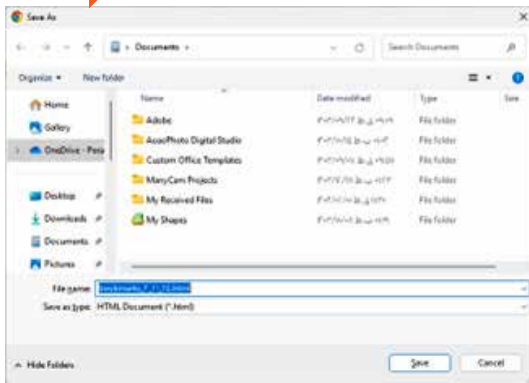 Save As
Documents
Search Documents
Organize
New folder
Name
Date modified
Type
Size
Home
Gallery
OneDrive - Pers
Desktop
Downloads
Documents
Pictures
Adobe
File folder
AcaoPhoto Digital Studio
File folder
Custom Office Templates
File folder
ManyCam Projects
File folder
My Received Files
File folder
My Shapes
File folder
File name:
Save as type: HTML Document (*.html)
Hide Folders
Save
Cancel